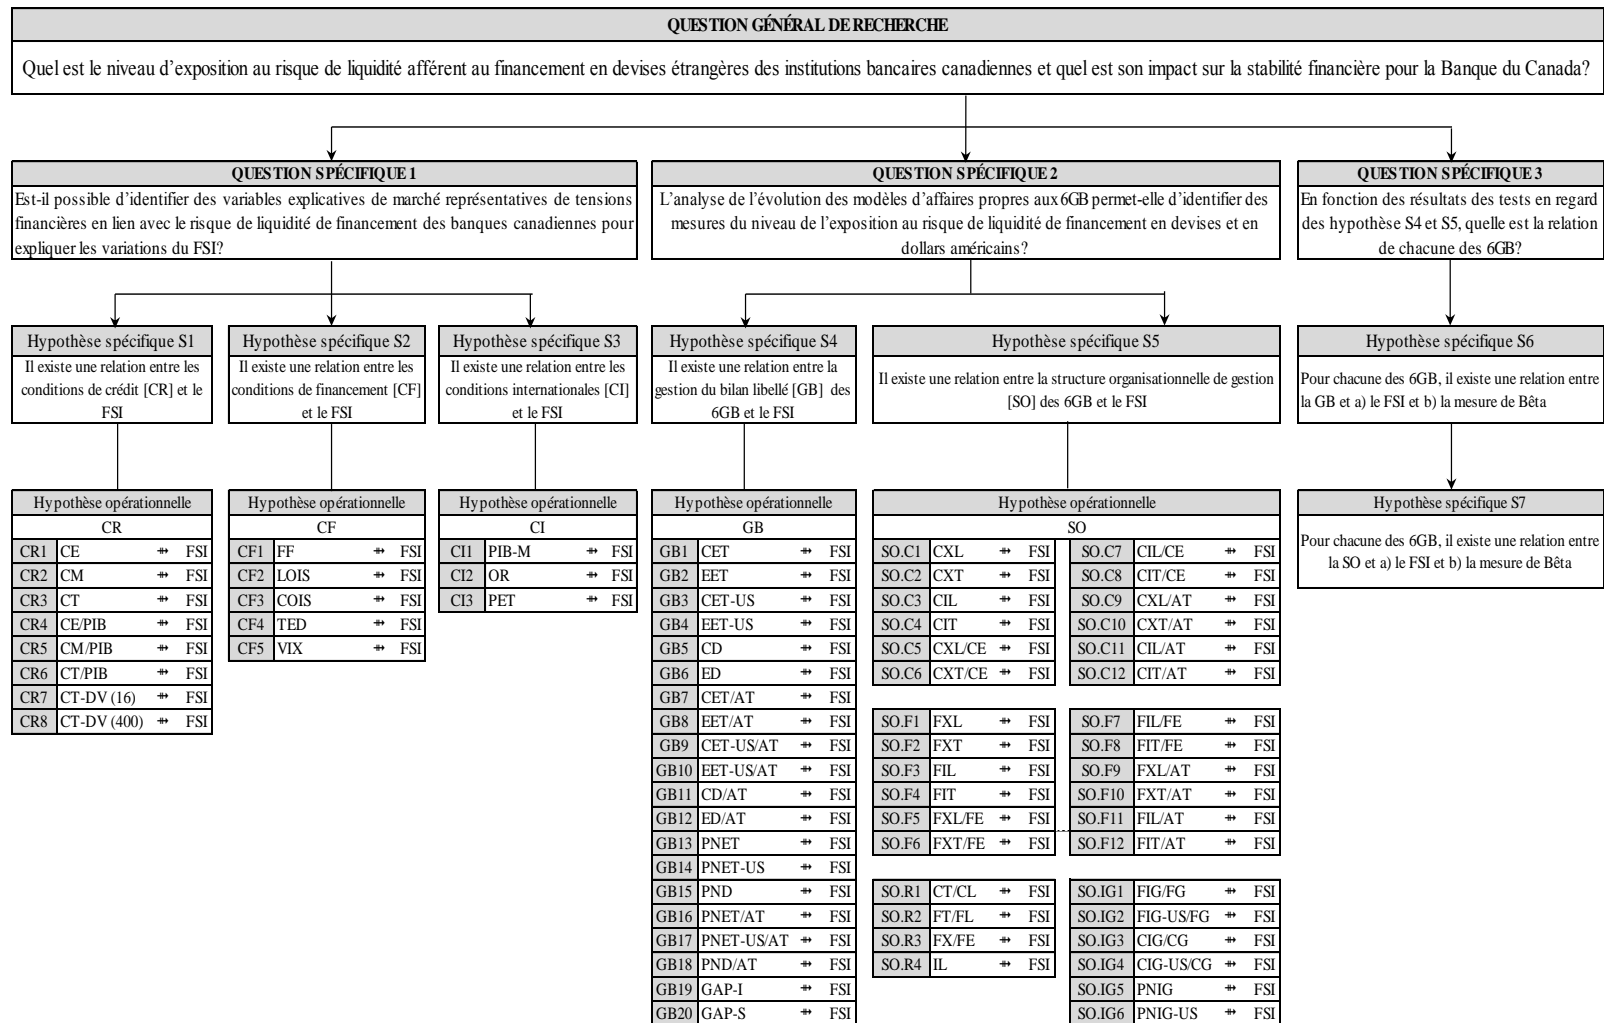 QUESTION GÉNÉRAL DE RECHERCHE
Quel est le niveau d'exposition au risque de liquidité afférent au financement en devises étrangères des institutions bancaires canadiennes et quel est son impact sur la stabilité financière pour la Banque du Canada?
QUESTION SPÉCIFIQUE 1
Est-il possible d'identifier des variables explicatives de marché représentatives de tensions
financières en lien avec le risque de liquidité de financement des banques canadiennes pour
expliquer les variations du FSI?
QUESTION SPÉCIFIQUE 2
L'analyse de l'évolution des modèles d'affaires propres aux 6GB permet-elle d'identifier des
mesures du niveau de l'exposition au risque de liquidité de financement en devises et en
dollars américains?
QUESTION SPÉCIFIQUE 3
En fonction des résultats des tests en regard
des hypothèse S4 et S5, quelle est la relation
de chacune des 6GB?
Hypothèse spécifique S1
Il existe une relation entre les
conditions de crédit [CR] et le
FSI
Hypothèse spécifique S2
Il existe une relation entre les
conditions de financement [CF]
et le FSI
Hypothèse spécifique S3
Il existe une relation entre les
conditions internationales [CI]
et le FSI
Hypothèse spécifique S4
Il existe une relation entre la
gestion du bilan libellé [GB] des
6GB et le FSI
Hypothèse spécifique S5
Il existe une relation entre la structure organisationnelle de gestion
[SO] des 6GB et le FSI
Hypothèse spécifique S6
Pour chacune des 6GB, il existe une relation entre
la GB et a) le FSI et b) la mesure de Bêta
Hypothèse opérationnelle
CR
CR1 CE ⇸ FSI
CR2 CM ⇸ FSI
CR3 CT ⇸ FSI
CR4 CE/PIB ⇸ FSI
CR5 CM/PIB ⇸ FSI
CR6 CT/PIB ⇸ FSI
CR7 CT-DV (16) ⇸ FSI
CR8 CT-DV (400) ⇸ FSI
Hypothèse opérationnelle
CF
CF1 FF ⇸ FSI
CF2 LOIS ⇸ FSI
CF3 COIS ⇸ FSI
CF4 TED ⇸ FSI
CF5 VIX ⇸ FSI
Hypothèse opérationnelle
CI
CI1 PIB-M ⇸ FSI
CI2 OR ⇸ FSI
CI3 PET ⇸ FSI
Hypothèse opérationnelle
GB
GB1 CET ⇸ FSI
GB2 EET ⇸ FSI
GB3 CET-US ⇸ FSI
GB4 EET-US ⇸ FSI
GB5 CD ⇸ FSI
GB6 ED ⇸ FSI
GB7 CET/AT ⇸ FSI
GB8 EET/AT ⇸ FSI
GB9 CET-US/AT ⇸ FSI
GB10 EET-US/AT ⇸ FSI
GB11 CD/AT ⇸ FSI
GB12 ED/AT ⇸ FSI
GB13 PNET ⇸ FSI
GB14 PNET-US ⇸ FSI
GB15 PND ⇸ FSI
GB16 PNET/AT ⇸ FSI
GB17 PNET-US/AT ⇸ FSI
GB18 PND/AT ⇸ FSI
GB19 GAP-I ⇸ FSI
GB20 GAP-S ⇸ FSI
Hypothèse opérationnelle
SO
SO.C1 CXL ⇸ FSI SO.C7 CIL/CE ⇸ FSI
SO.C2 CXT ⇸ FSI SO.C8 CIT/CE ⇸ FSI
SO.C3 CIL ⇸ FSI SO.C9 CXL/AT ⇸ FSI
SO.C4 CIT ⇸ FSI SO.C10 CXT/AT ⇸ FSI
SO.C5 CXL/CE ⇸ FSI SO.C11 CIL/AT ⇸ FSI
SO.C6 CXT/CE ⇸ FSI SO.C12 CIT/AT ⇸ FSI
SO.F1 FXL ⇸ FSI SO.F7 FIL/FE ⇸ FSI
SO.F2 FXT ⇸ FSI SO.F8 FIT/FE ⇸ FSI
SO.F3 FIL ⇸ FSI SO.F9 FXL/AT ⇸ FSI
SO.F4 FIT ⇸ FSI SO.F10 FXT/AT ⇸ FSI
SO.F5 FXL/FE ⇸ FSI SO.F11 FIL/AT ⇸ FSI
SO.F6 FXT/FE ⇸ FSI SO.F12 FIT/AT ⇸ FSI
SO.R1 CT/CL ⇸ FSI SO.IG1 FIG/FG ⇸ FSI
SO.R2 FT/FL ⇸ FSI SO.IG2 FIG-US/FG ⇸ FSI
SO.R3 FX/FE ⇸ FSI SO.IG3 CIG/CG ⇸ FSI
SO.R4 IL ⇸ FSI SO.IG4 CIG-US/CG ⇸ FSI
SO.IG5 PNIG ⇸ FSI
SO.IG6 PNIG-US ⇸ FSI
Hypothèse spécifique S7
Pour chacune des 6GB, il existe une relation entre
la SO et a) le FSI et b) la mesure de Bêta